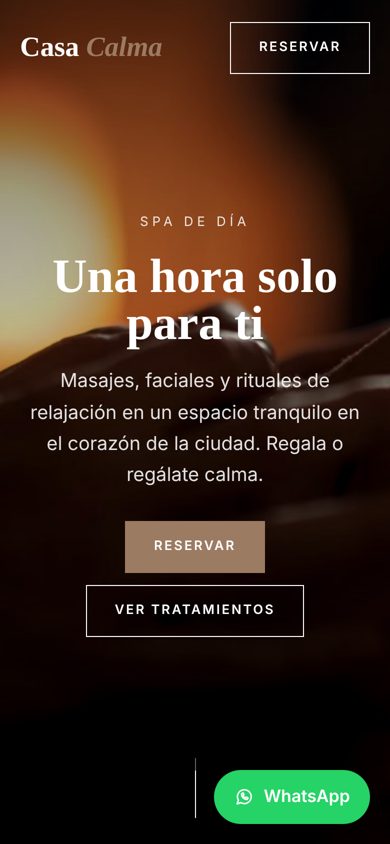 Casa Calma
RESERVAR
SPA DE DÍA
Una hora solo
para ti
Masajes, faciales y rituales de
relajación en un espacio tranquilo en
el corazón de la ciudad. Regala o
regálate calma.
RESERVAR
VER TRATAMIENTOS
WhatsApp